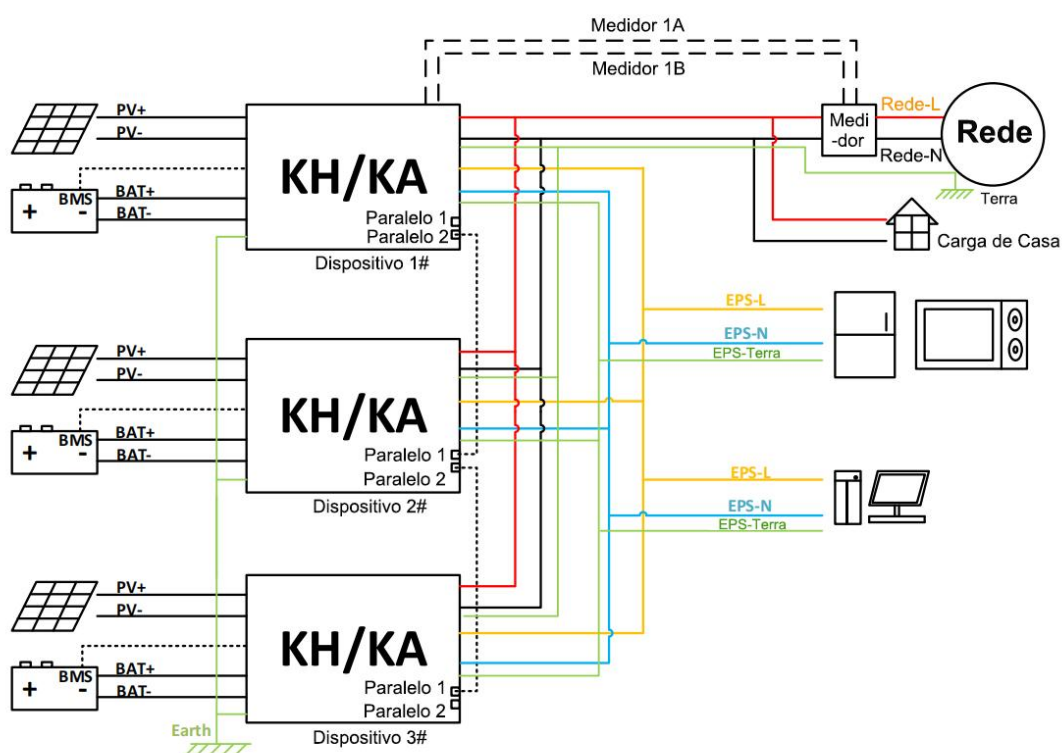 Medidor 1A
Medidor 1B
PV+
PV-
BMS
+
-
BAT+
BAT-
KH/KA
Paralelo 1
Paralelo 2
Dispositivo 1#
Medi
-dor
Rede-L
Rede-N
Rede
Terra
Carga de Casa
EPS-L
EPS-N
EPS-Terra
PV+
PV-
BMS
+
-
BAT+
BAT-
KH/KA
Paralelo 1
Paralelo 2
Dispositivo 2#
EPS-L
EPS-N
EPS-Terra
PV+
PV-
BMS
+
-
BAT+
BAT-
KH/KA
Paralelo 1
Paralelo 2
Dispositivo 3#
Earth